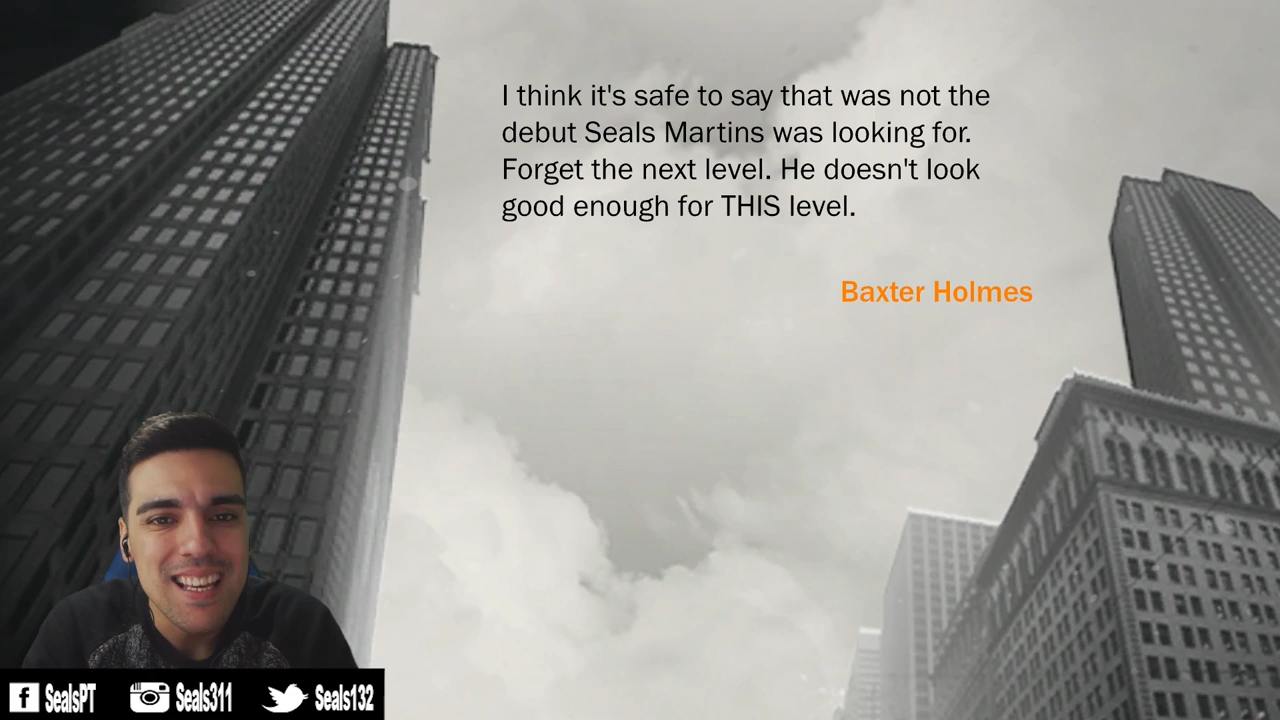 I think it's safe to say that was not the
debut Seals Martins was looking for.
Forget the next level. He doesn't look
good enough for THIS level.
Baxter Holmes
SealsPT Seals311 Seals132